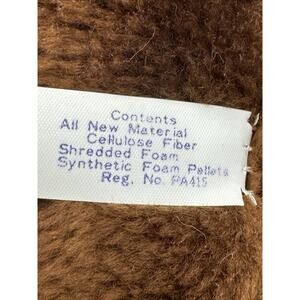 Contents
All New Material
Cellulose Fiber
Shredded Foam
Synthetic Foam Pellets
Reg. No. PA415